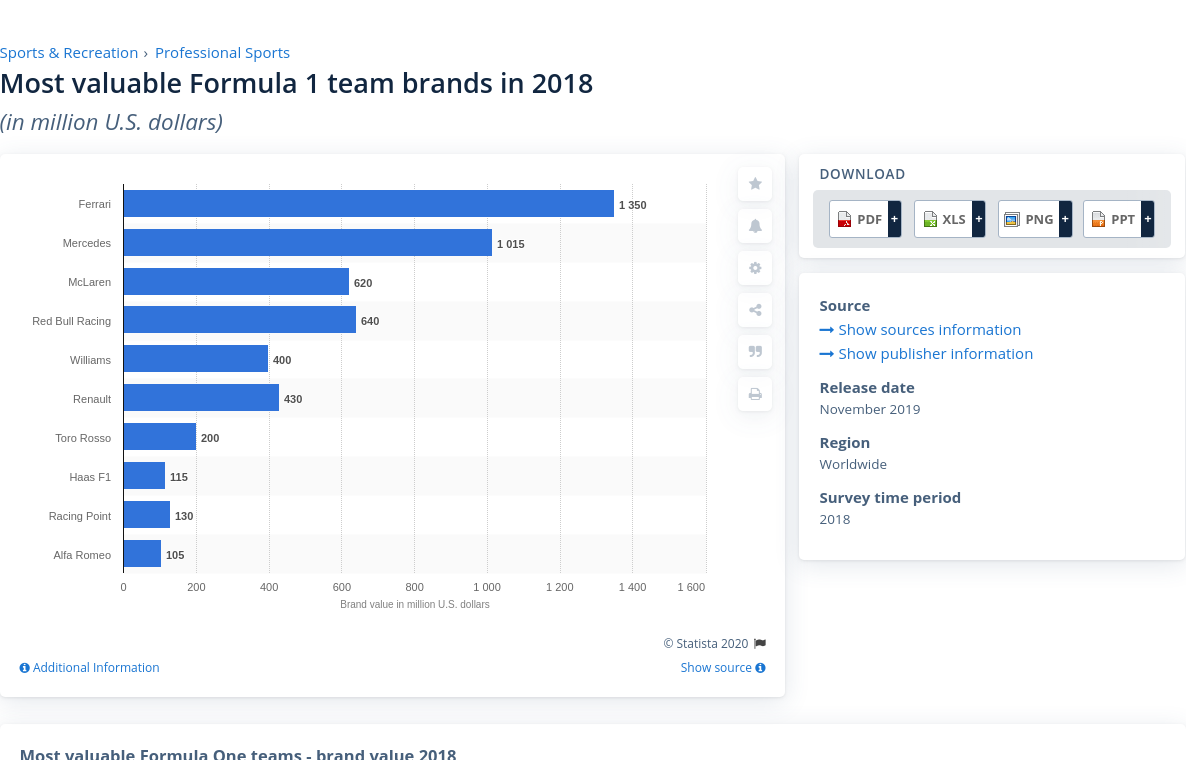 Sports & Recreation › Professional Sports
Most valuable Formula 1 team brands in 2018
(in million U.S. dollars)
Ferrari 1 350
Mercedes 1 015
McLaren 620
Red Bull Racing 640
Williams 400
Renault 430
Toro Rosso 200
Haas F1 115
Racing Point 130
Alfa Romeo 105
0 200 400 600 800 1 000 1 200 1 400 1 600
Brand value in million U.S. dollars
© Statista 2020
Additional Information
Show source
DOWNLOAD
PDF + XLS + PNG + PPT +
Source
Show sources information
Show publisher information
Release date
November 2019
Region
Worldwide
Survey time period
2018
Most valuable Formula One teams - brand value 2018